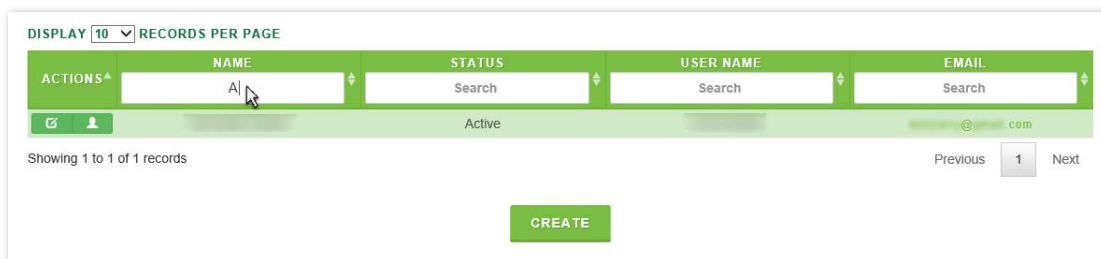 DISPLAY 10 RECORDS PER PAGE
ACTIONS NAME STATUS USER NAME EMAIL
A Search Search Search
Active @ .com
Showing 1 to 1 of 1 records Previous 1 Next
CREATE